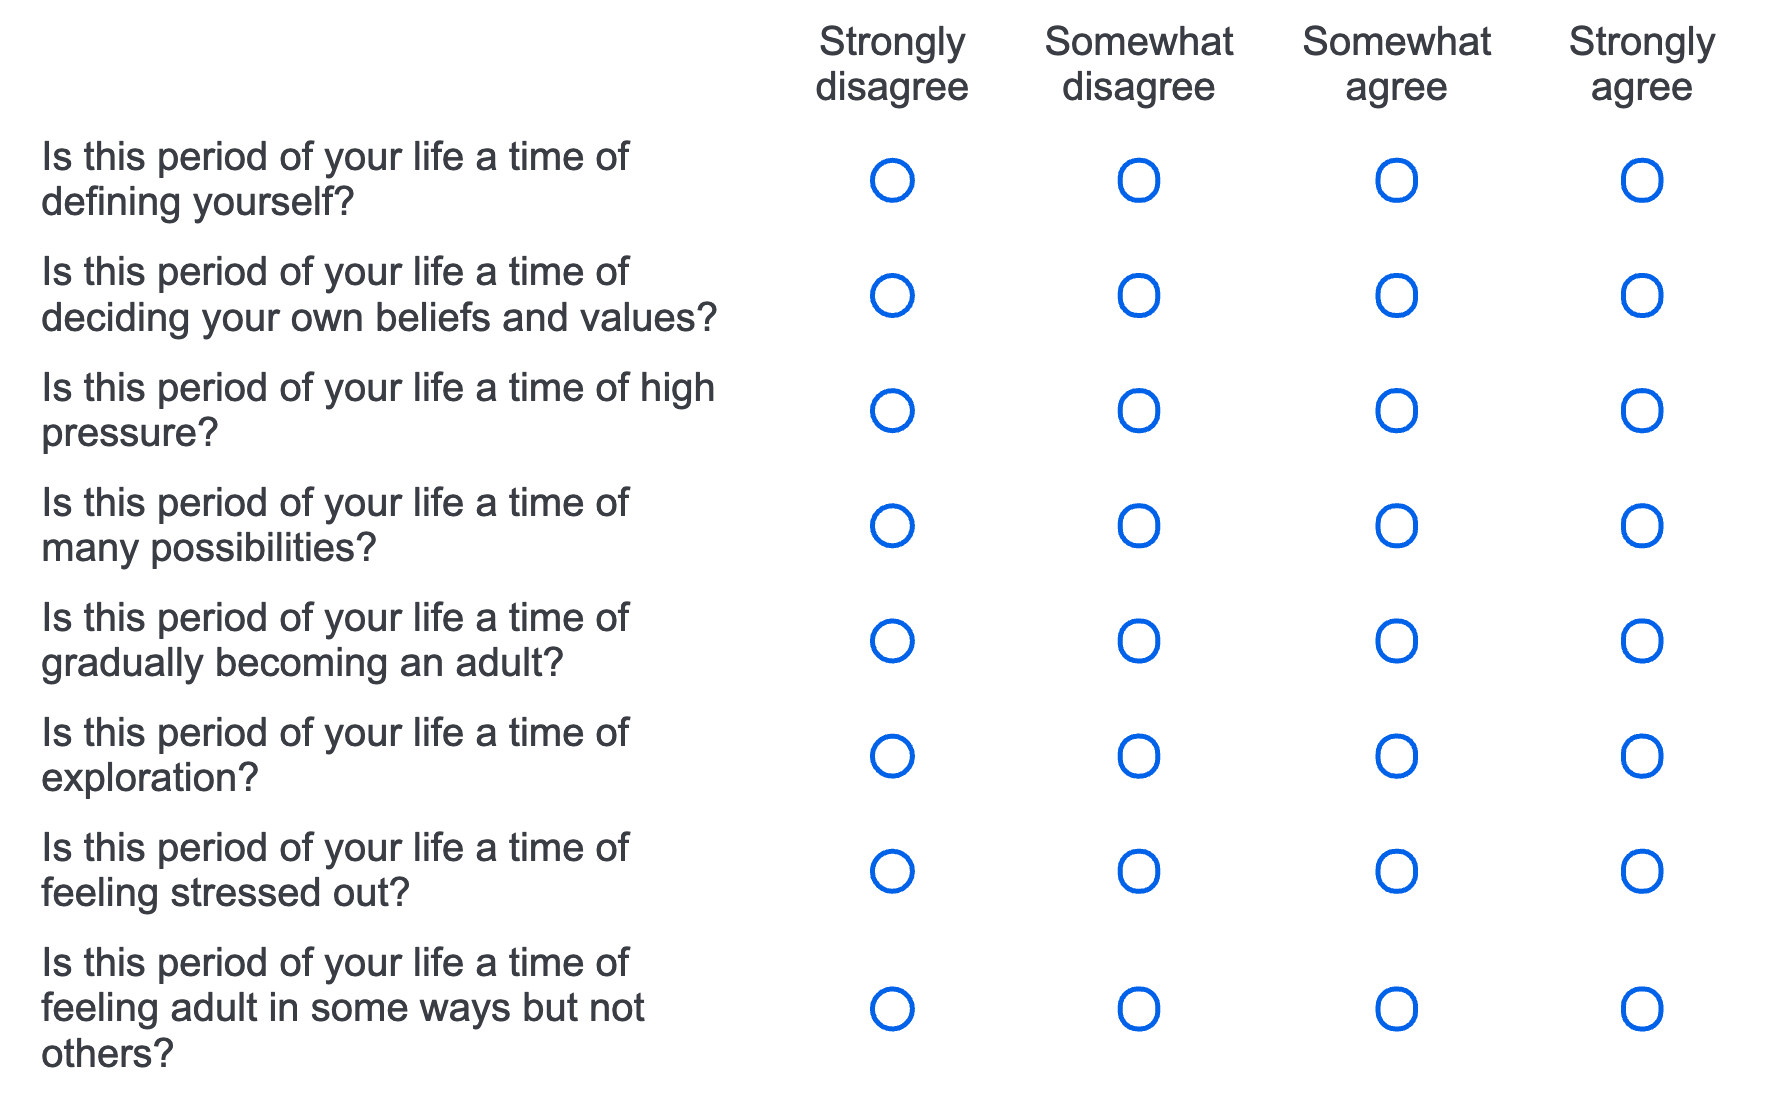 Strongly disagree
Somewhat disagree
Somewhat agree
Strongly agree
Is this period of your life a time of
defining yourself?
Is this period of your life a time of
deciding your own beliefs and values?
Is this period of your life a time of high
pressure?
Is this period of your life a time of
many possibilities?
Is this period of your life a time of
gradually becoming an adult?
Is this period of your life a time of
exploration?
Is this period of your life a time of
feeling stressed out?
Is this period of your life a time of
feeling adult in some ways but not
others?